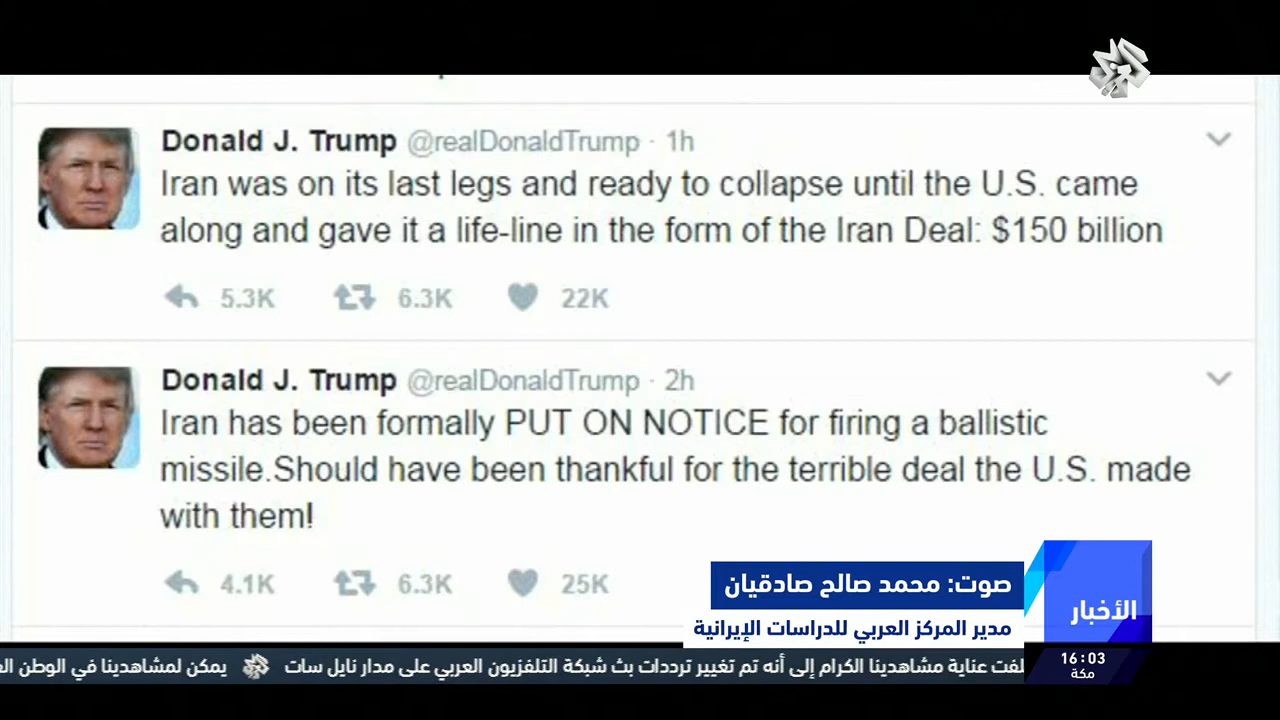 Donald J. Trump @realDonaldTrump · 1h
Iran was on its last legs and ready to collapse until the U.S. came
along and gave it a life-line in the form of the Iran Deal: $150 billion
5.3K 6.3K 22K
Donald J. Trump @realDonaldTrump · 2h
Iran has been formally PUT ON NOTICE for firing a ballistic
missile.Should have been thankful for the terrible deal the U.S. made
with them!
4.1K 6.3K 25K
صوت: محمد صالح صادقيان
مدير المركز العربي للدراسات الإيرانية
الأخبار
16:03
مكة
عناية مشاهدينا الكرام إلى أنه تم تغيير ترددات بث شبكة التلفزيون العربي على مدار نايل سات يمكن لمشاهدينا في الوطن